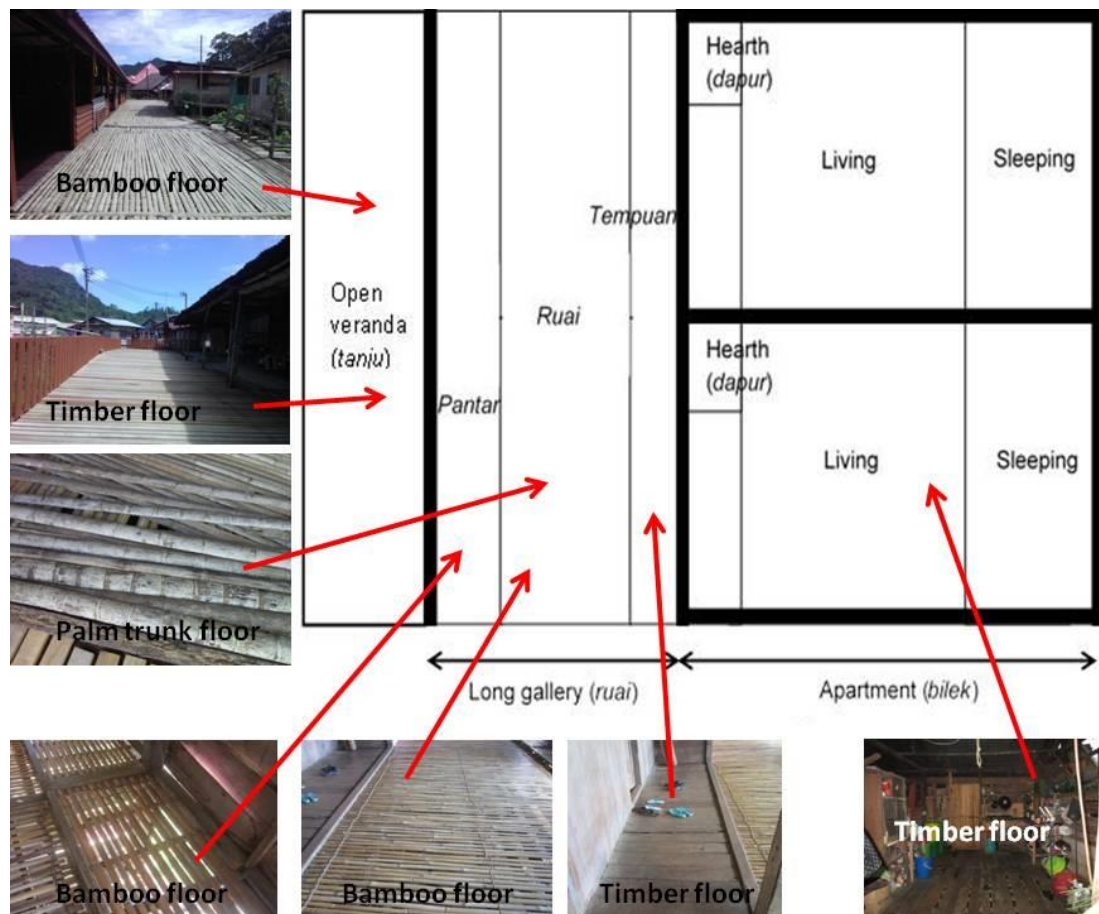 Bamboo floor
Timber floor
Palm trunk floor
Open
veranda
(tanju)
Pantar
Ruai
Tempuan
Hearth
(dapur)
Living
Sleeping
Hearth
(dapur)
Living
Sleeping
Long gallery (ruai)
Apartment (bilek)
Bamboo floor
Bamboo floor
Timber floor
Timber floor